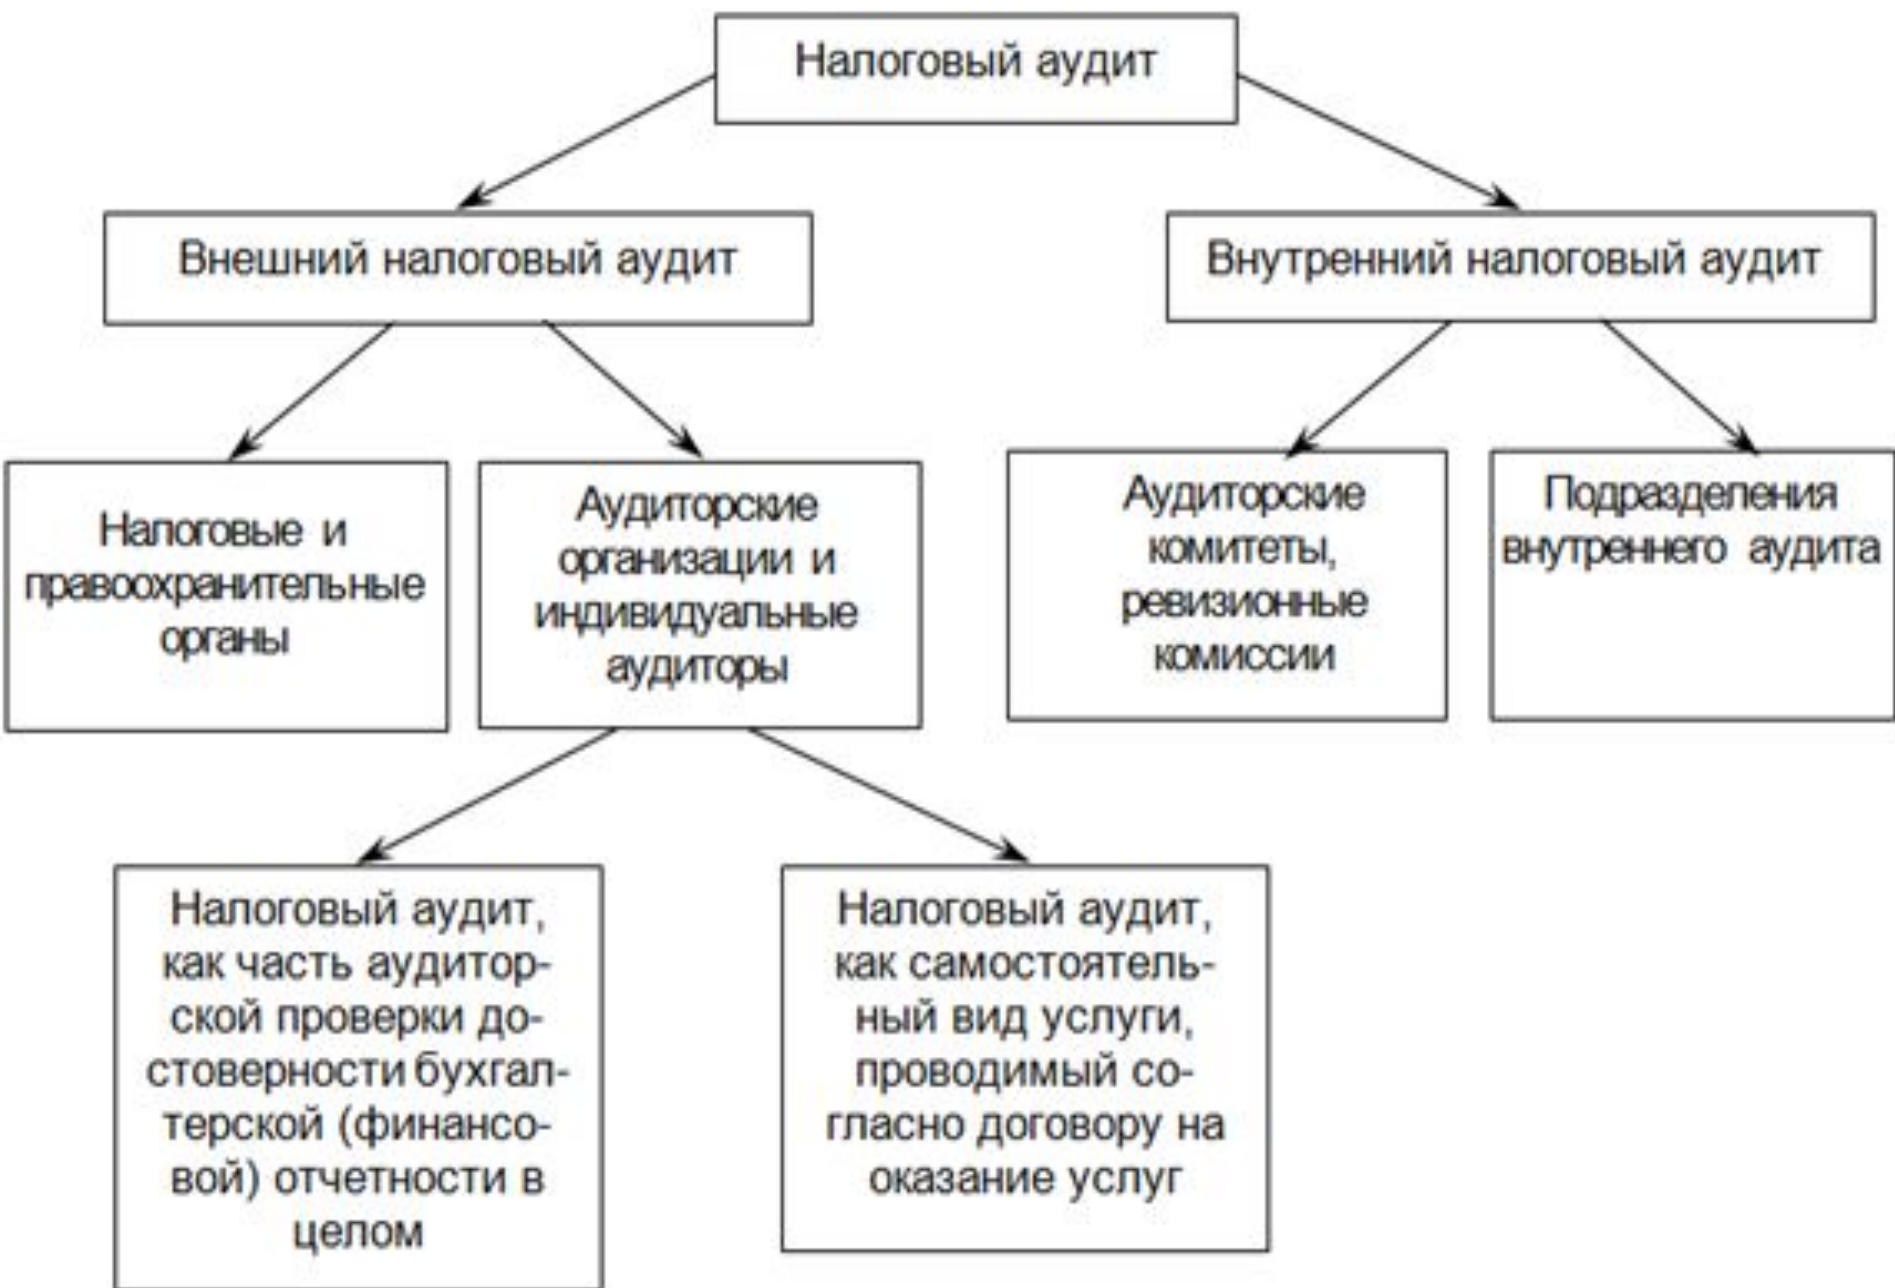 Налоговый аудит
Внешний налоговый аудит
Внутренний налоговый аудит
Налоговые и
правоохранительные
органы
Аудиторские
организации и
индивидуальные
аудиторы
Аудиторские
комитеты,
ревизионные
комиссии
Подразделения
внутреннего аудита
Налоговый аудит,
как часть аудитор-
ской проверки до-
стоверности бухгал-
терской (финансо-
вой) отчетности в
целом
Налоговый аудит,
как самостоятель-
ный вид услуги,
проводимый со-
гласно договору на
оказание услуг